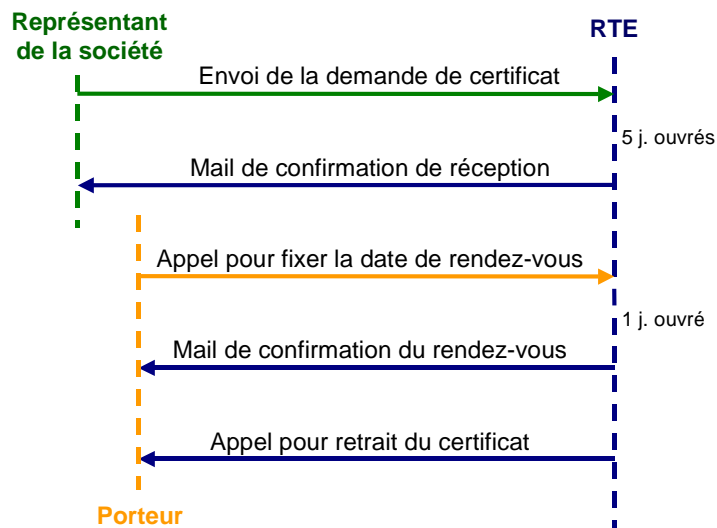 Représentant
de la société
RTE
Envoi de la demande de certificat
5 j. ouvrés
Mail de confirmation de réception
Appel pour fixer la date de rendez-vous
1 j. ouvré
Mail de confirmation du rendez-vous
Appel pour retrait du certificat
Porteur